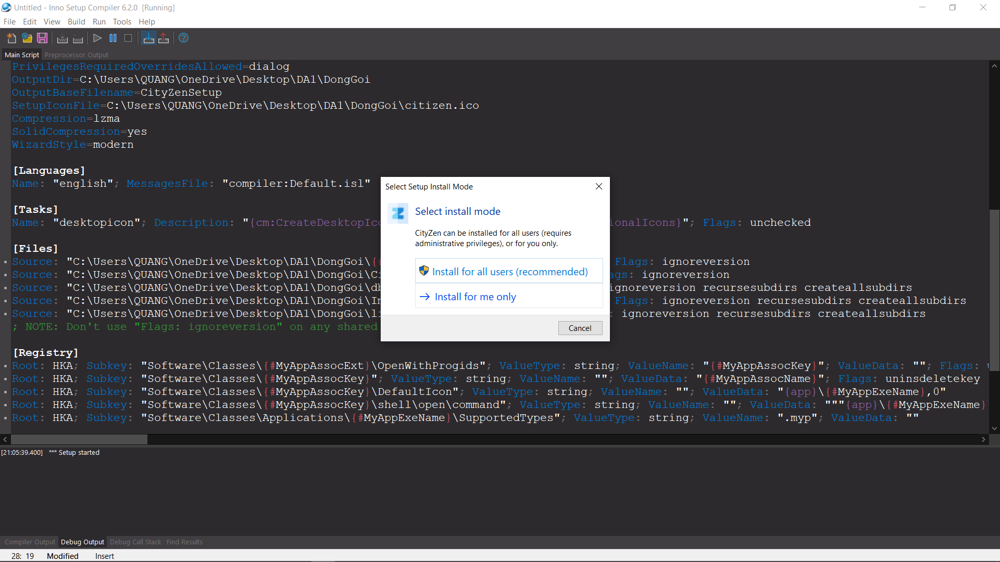 Untitled - Inno Setup Compiler 6.2.0 [Running]
File Edit View Build Run Tools Help
Main Script Preprocessor Output
PrivilegesRequiredOverridesAllowed=dialog
OutputDir=C:\Users\QUANG\OneDrive\Desktop\DA1\DongGoi
OutputBaseFilename=CityZenSetup
SetupIconFile=C:\Users\QUANG\OneDrive\Desktop\DA1\DongGoi\citizen.ico
Compression=lzma
SolidCompression=yes
WizardStyle=modern
[Languages]
Name: "english"; MessagesFile: "compiler:Default.isl"
[Tasks]
Name: "desktopicon"; Description: "{cm:CreateDesktopIc ionalIcons}"; Flags: unchecked
[Files]
Source: "C:\Users\QUANG\OneDrive\Desktop\DA1\DongGoi\{# Flags: ignoreversion
Source: "C:\Users\QUANG\OneDrive\Desktop\DA1\DongGoi\Ci ags: ignoreversion
Source: "C:\Users\QUANG\OneDrive\Desktop\DA1\DongGoi\db ignoreversion recursesubdirs createallsubdirs
Source: "C:\Users\QUANG\OneDrive\Desktop\DA1\DongGoi\I Flags: ignoreversion recursesubdirs createallsubdirs
Source: "C:\Users\QUANG\OneDrive\Desktop\DA1\DongGoi\l : ignoreversion recursesubdirs createallsubdirs
; NOTE: Don't use "Flags: ignoreversion" on any shared
[Registry]
Root: HKA; Subkey: "Software\Classes\{#MyAppAssocExt}\OpenWithProgids"; ValueType: string; ValueName: "{#MyAppAssocKey}"; ValueData: ""; Flags:
Root: HKA; Subkey: "Software\Classes\{#MyAppAssocKey}"; ValueType: string; ValueName: ""; ValueData: "{#MyAppAssocName}"; Flags: uninsdeletekey
Root: HKA; Subkey: "Software\Classes\{#MyAppAssocKey}\DefaultIcon"; ValueType: string; ValueName: ""; ValueData: "{app}\{#MyAppExeName},0"
Root: HKA; Subkey: "Software\Classes\{#MyAppAssocKey}\shell\open\command"; ValueType: string; ValueName: ""; ValueData: """{app}\{#MyAppExeName}
Root: HKA; Subkey: "Software\Classes\Applications\{#MyAppExeName}\SupportedTypes"; ValueType: string; ValueName: ".myp"; ValueData: ""
Select Setup Install Mode
Select install mode
CityZen can be installed for all users (requires
administrative privileges), or for you only.
Install for all users (recommended)
Install for me only
Cancel
[21:05:39.400] *** Setup started
Compiler Output Debug Output Debug Call Stack Find Results
28: 19 Modified Insert